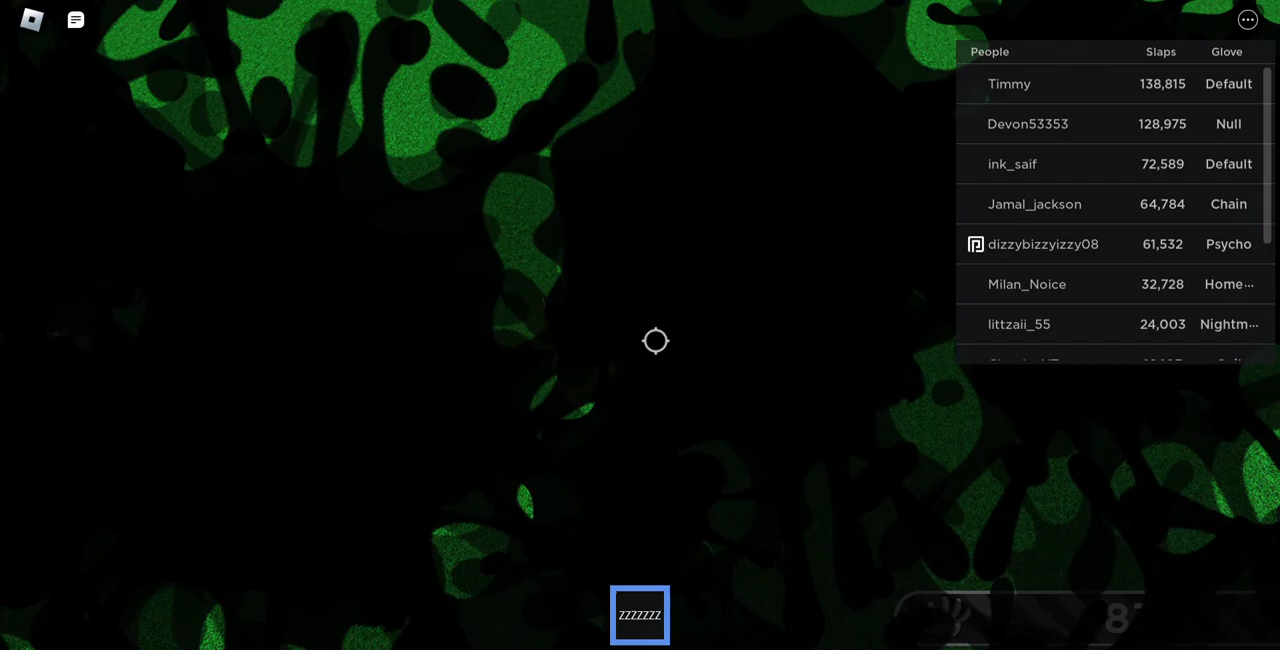 People Slaps Glove
Timmy 138,815 Default
Devon53353 128,975 Null
ink_saif 72,589 Default
Jamal_jackson 64,784 Chain
dizzybizzyizzy08 61,532 Psycho
Milan_Noice 32,728 Home...
littzaii_55 24,003 Nightm...
ZZZZZZZ